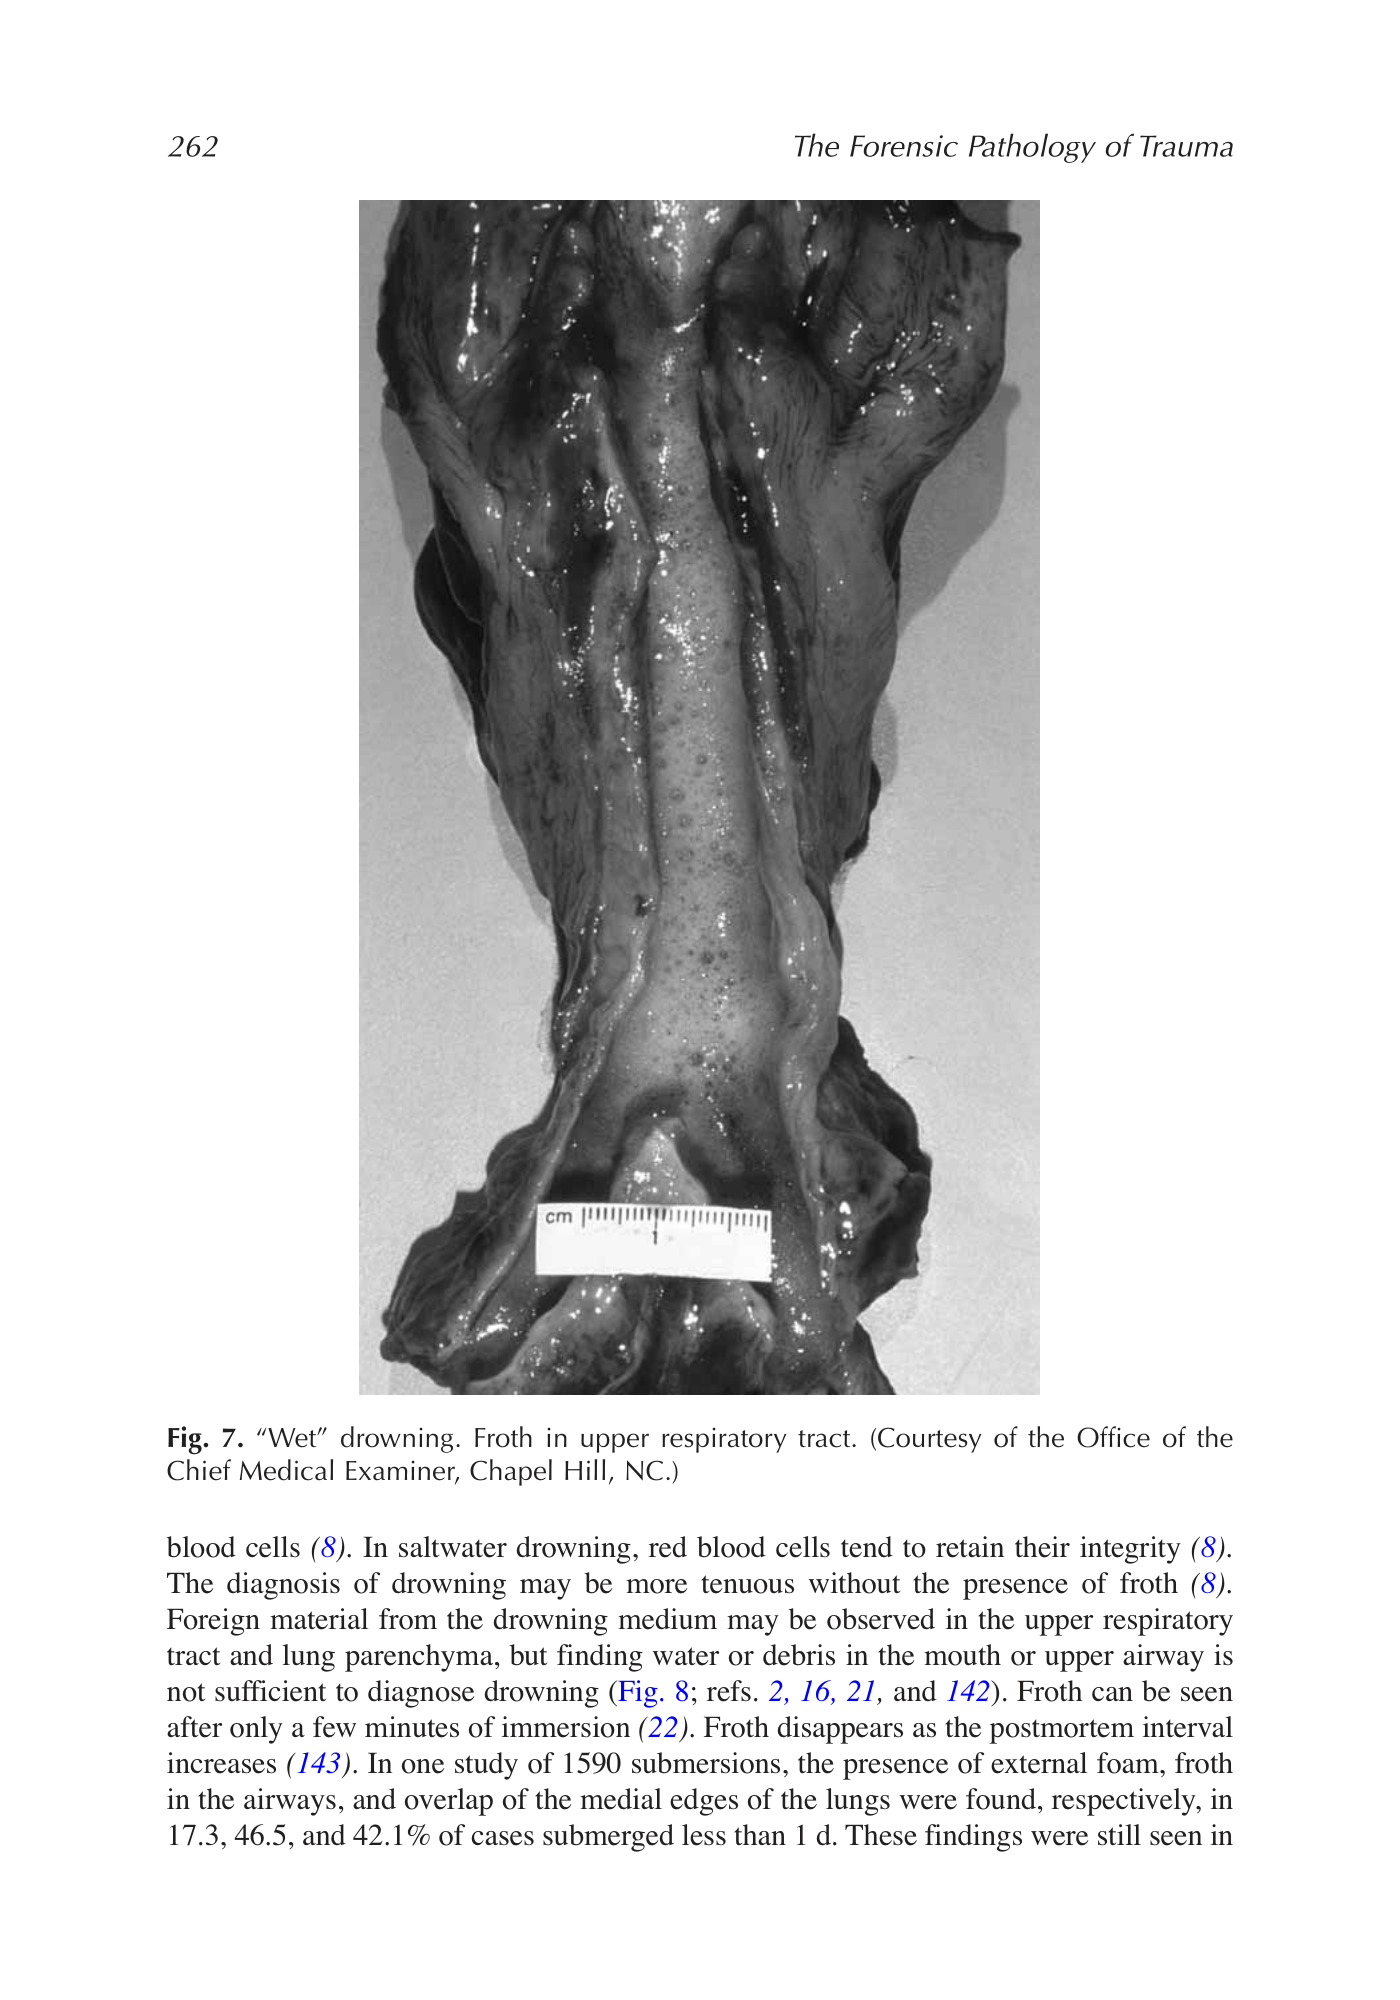 262
The Forensic Pathology of Trauma
cm
1
Fig. 7. “Wet” drowning. Froth in upper respiratory tract. (Courtesy of the Office of the
Chief Medical Examiner, Chapel Hill, NC.)
blood cells (8). In saltwater drowning, red blood cells tend to retain their integrity (8).
The diagnosis of drowning may be more tenuous without the presence of froth (8).
Foreign material from the drowning medium may be observed in the upper respiratory
tract and lung parenchyma, but finding water or debris in the mouth or upper airway is
not sufficient to diagnose drowning (Fig. 8; refs. 2, 16, 21, and 142). Froth can be seen
after only a few minutes of immersion (22). Froth disappears as the postmortem interval
increases (143). In one study of 1590 submersions, the presence of external foam, froth
in the airways, and overlap of the medial edges of the lungs were found, respectively, in
17.3, 46.5, and 42.1% of cases submerged less than 1 d. These findings were still seen in